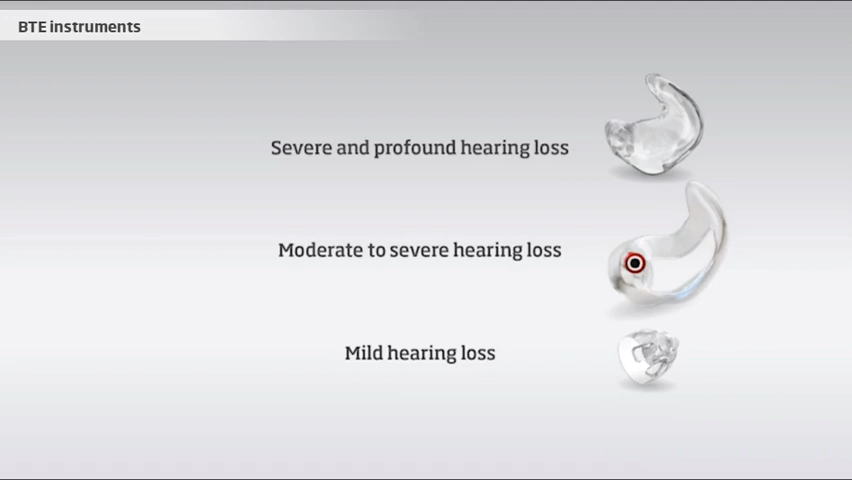 BTE instruments
Severe and profound hearing loss
Moderate to severe hearing loss
Mild hearing loss